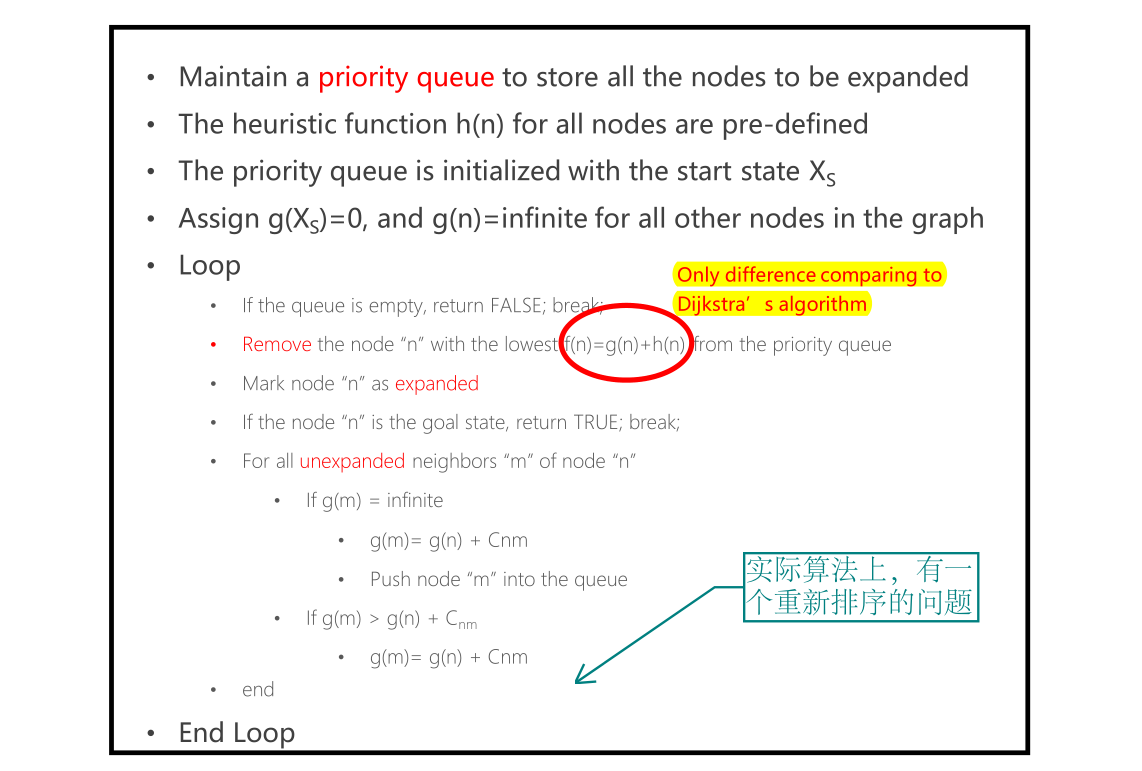 • Maintain a priority queue to store all the nodes to be expanded
• The heuristic function h(n) for all nodes are pre-defined
• The priority queue is initialized with the start state X_S
• Assign g(X_S)=0, and g(n)=infinite for all other nodes in the graph
• Loop
Only difference comparing to
Dijkstra’s algorithm
• If the queue is empty, return FALSE; break;
• Remove the node “n” with the lowest f(n)=g(n)+h(n) from the priority queue
• Mark node “n” as expanded
• If the node “n” is the goal state, return TRUE; break;
• For all unexpanded neighbors “m” of node “n”
• If g(m) = infinite
• g(m)= g(n) + Cnm
• Push node “m” into the queue
实际算法上，有一
个重新排序的问题
• If g(m) > g(n) + C_nm
• g(m)= g(n) + Cnm
• end
• End Loop